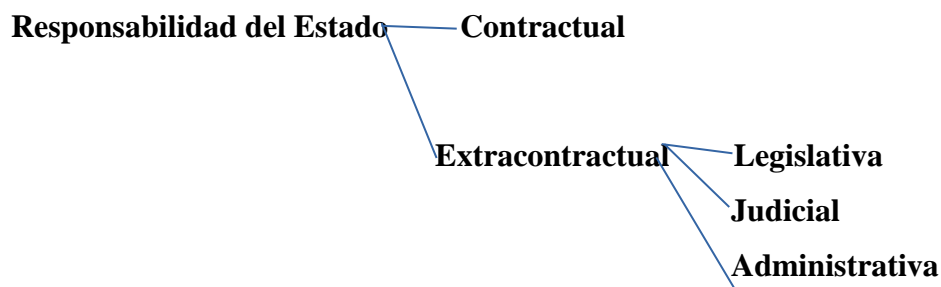 Responsabilidad del Estado Contractual
Extracontractual Legislativa
Judicial
Administrativa